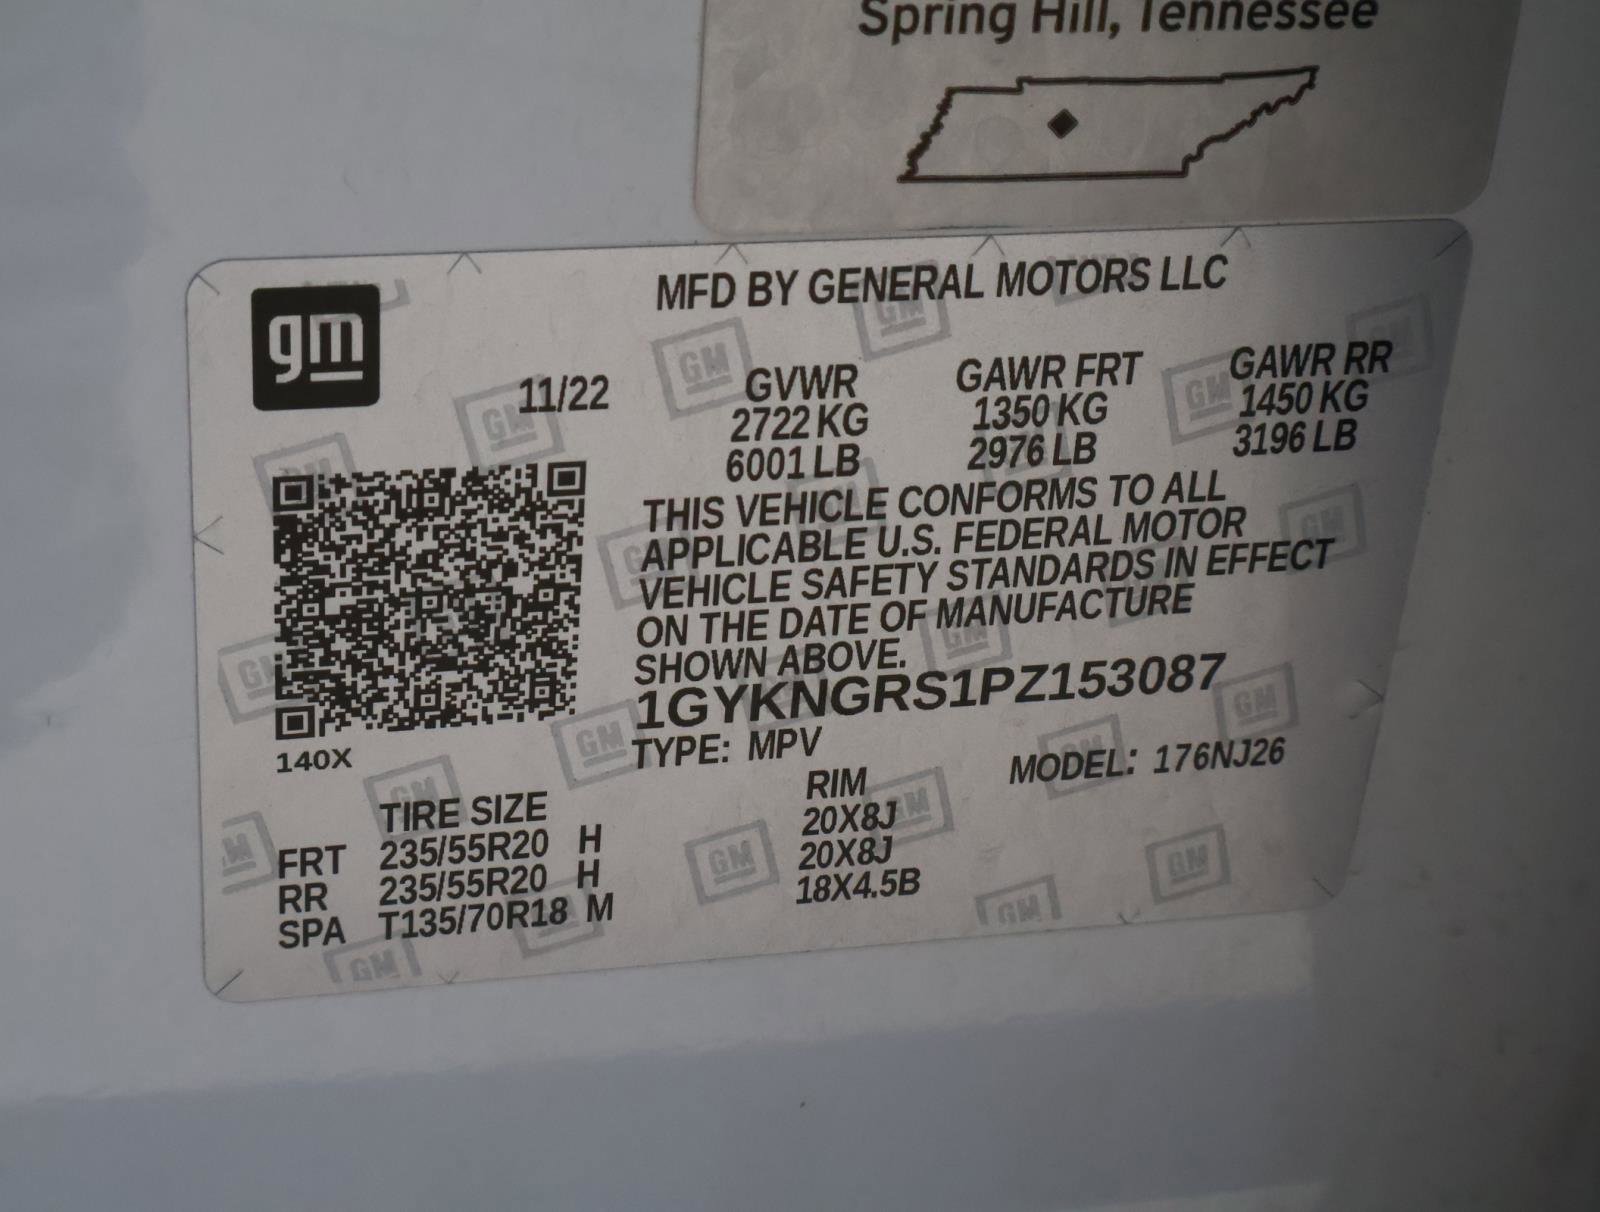 Spring Hill, Tennessee
gm
MFD BY GENERAL MOTORS LLC
11/22
GVWR GAWR FRT GAWR RR
2722 KG 1350 KG 1450 KG
6001 LB 2976 LB 3196 LB
THIS VEHICLE CONFORMS TO ALL
APPLICABLE U.S. FEDERAL MOTOR
VEHICLE SAFETY STANDARDS IN EFFECT
ON THE DATE OF MANUFACTURE
SHOWN ABOVE.
1GYKNGRS1PZ153087
TYPE: MPV MODEL: 176NJ26
140X
TIRE SIZE RIM
FRT 235/55R20 H 20X8J
RR 235/55R20 H 20X8J
SPA T135/70R18 M 18X4.5B